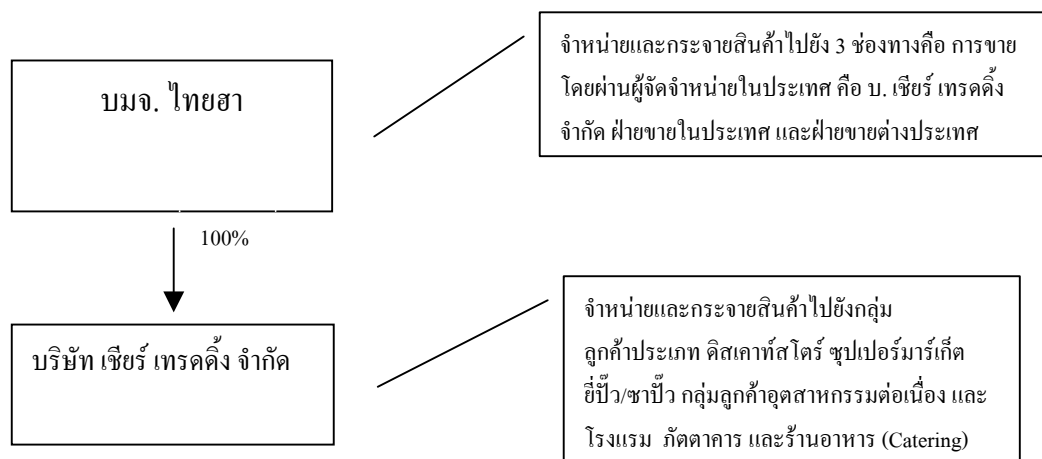 บมจ. ไทยฮา
จำหน่ายและกระจายสินค้าไปยัง 3 ช่องทางคือ การขาย
โดยผ่านผู้จัดจำหน่ายในประเทศ คือ บ. เชียร์ เทรดดิ้ง
จำกัด ฝ่ายขายในประเทศ และฝ่ายขายต่างประเทศ
100%
บริษัท เชียร์ เทรดดิ้ง จำกัด
จำหน่ายและกระจายสินค้าไปยังกลุ่ม
ลูกค้าประเภท ดิสเคาท์สโตร์ ซุปเปอร์มาร์เก็ต
ยี่ปั๊ว/ซาปั๊ว กลุ่มลูกค้าอุตสาหกรรมต่อเนื่อง และ
โรงแรม ภัตตาคาร และร้านอาหาร (Catering)